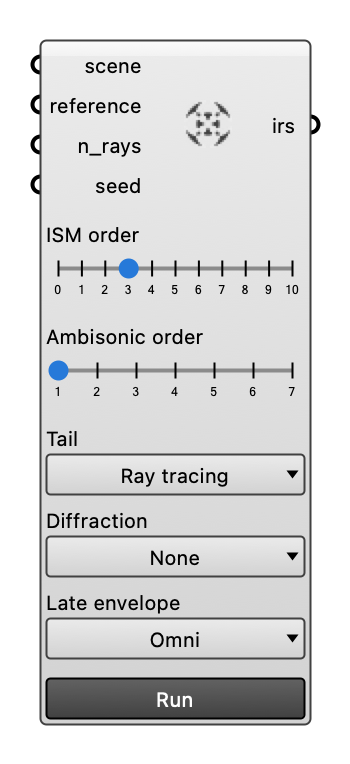 scene
reference
n_rays
seed
irs
ISM order
0 1 2 3 4 5 6 7 8 9 10
Ambisonic order
1 2 3 4 5 6 7
Tail
Ray tracing
Diffraction
None
Late envelope
Omni
Run